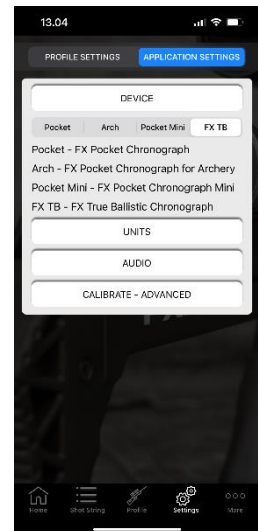 13.04
PROFILE SETTINGS APPLICATION SETTINGS
DEVICE
Pocket Arch Pocket Mini FX TB
Pocket - FX Pocket Chronograph
Arch - FX Pocket Chronograph for Archery
Pocket Mini - FX Pocket Chronograph Mini
FX TB - FX True Ballistic Chronograph
UNITS
AUDIO
CALIBRATE - ADVANCED
Home Shot String Profile Settings More